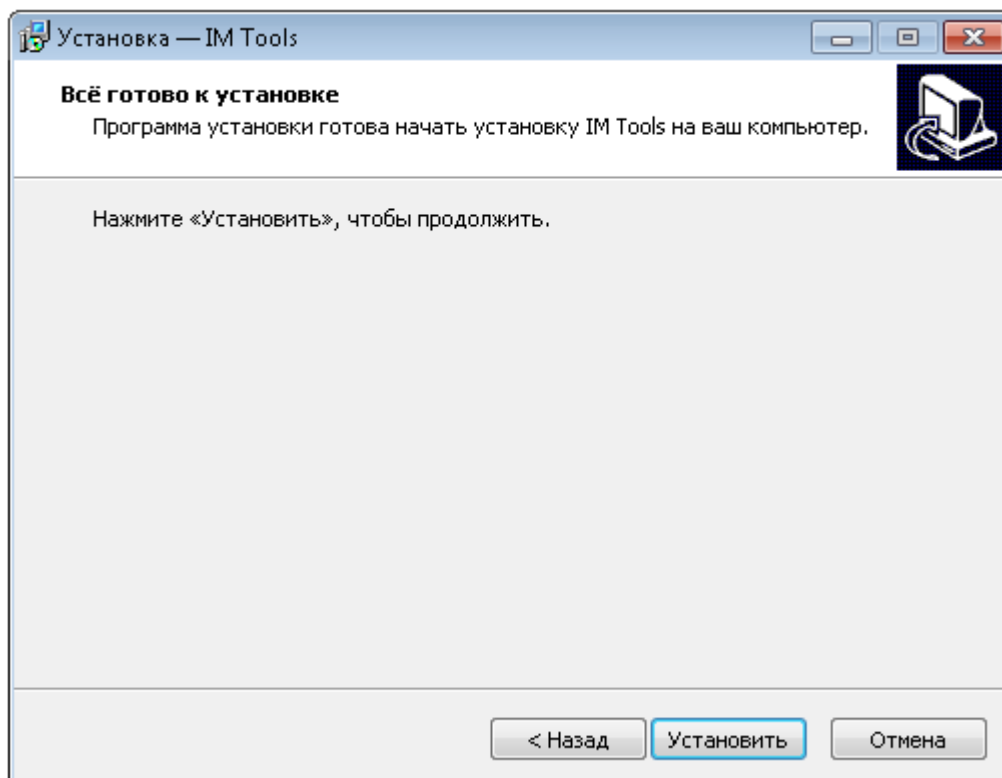 Установка — IM Tools
Всё готово к установке
Программа установки готова начать установку IM Tools на ваш компьютер.
Нажмите «Установить», чтобы продолжить.
< Назад
Установить
Отмена